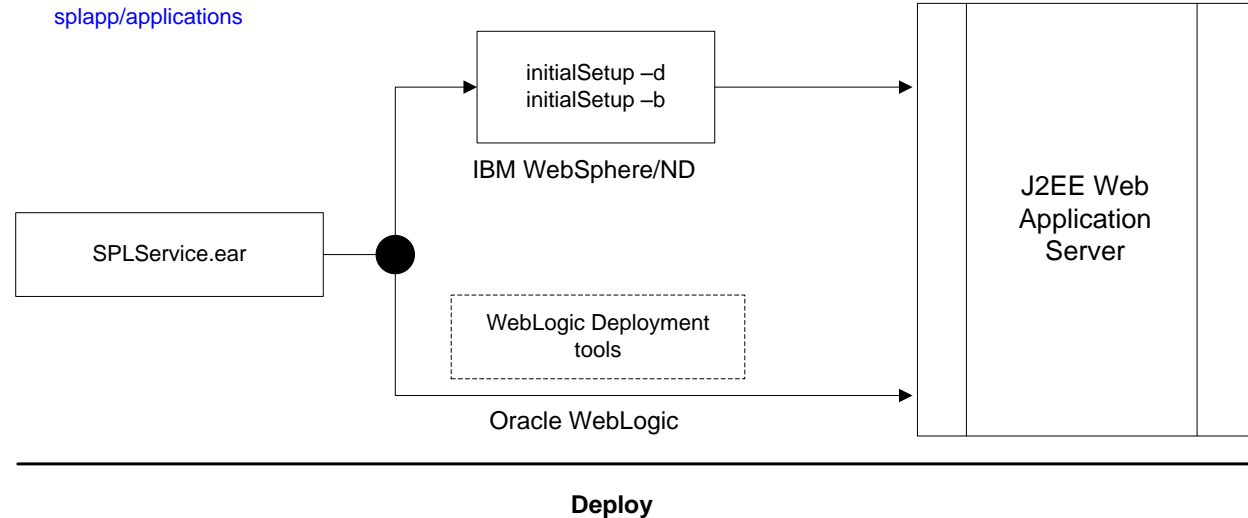 splapp/applications
initialSetup –d
initialSetup –b
IBM WebSphere/ND
J2EE Web
Application
Server
SPLService.ear
WebLogic Deployment
tools
Oracle WebLogic
Deploy